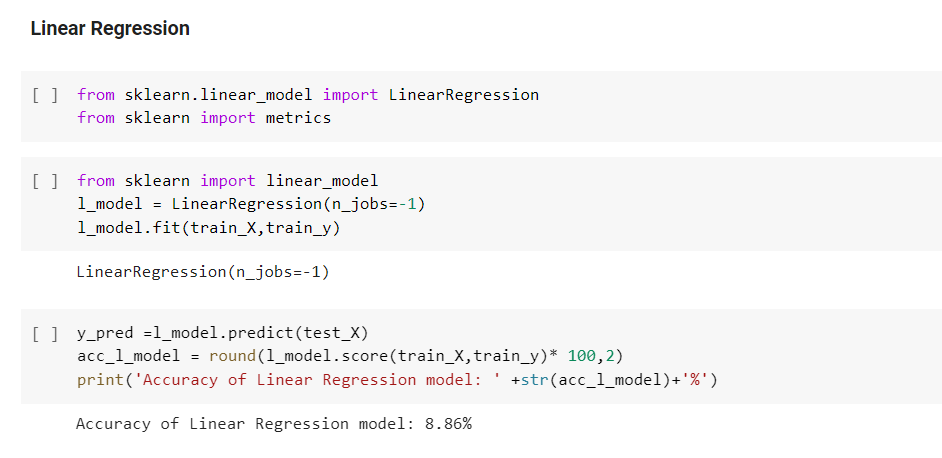 Linear Regression
[ ] from sklearn.linear_model import LinearRegression
from sklearn import metrics
[ ] from sklearn import linear_model
l_model = LinearRegression(n_jobs=-1)
l_model.fit(train_X,train_y)
LinearRegression(n_jobs=-1)
[ ] y_pred =l_model.predict(test_X)
acc_l_model = round(l_model.score(train_X,train_y)* 100,2)
print('Accuracy of Linear Regression model: ' +str(acc_l_model)+'%')
Accuracy of Linear Regression model: 8.86%